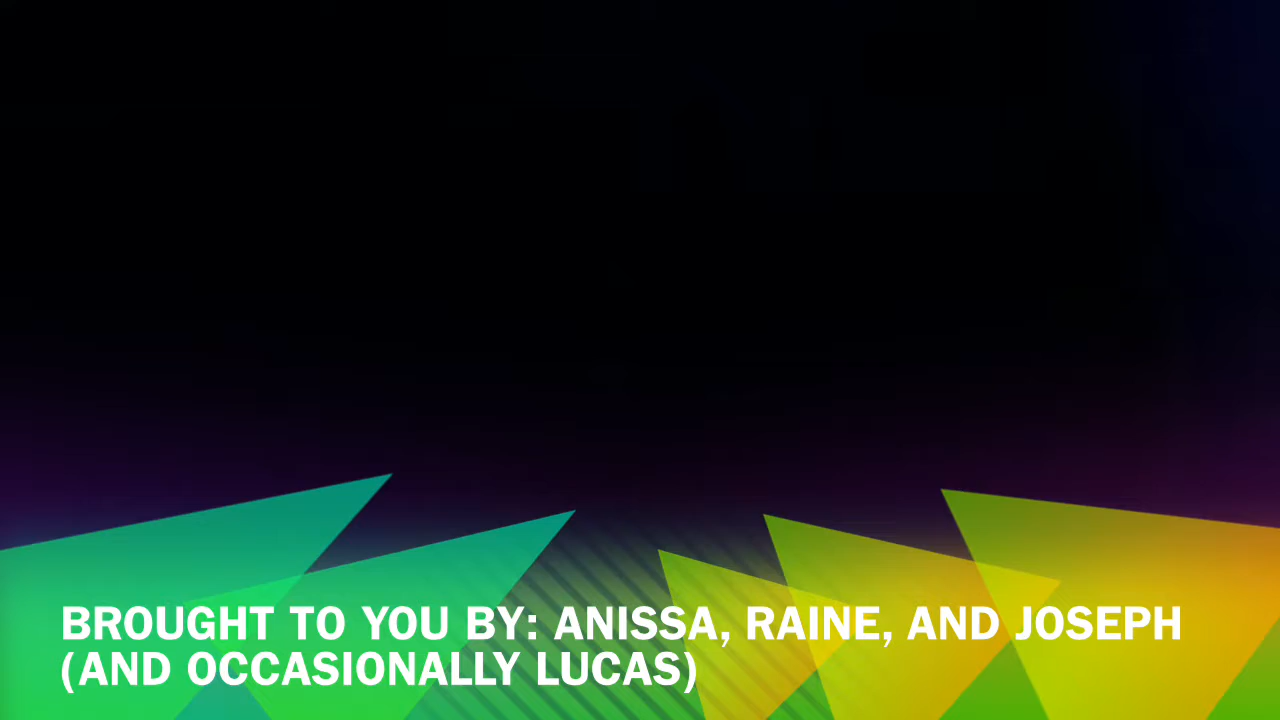 BROUGHT TO YOU BY: ANISSA, RAINE, AND JOSEPH
(AND OCCASIONALLY LUCAS)